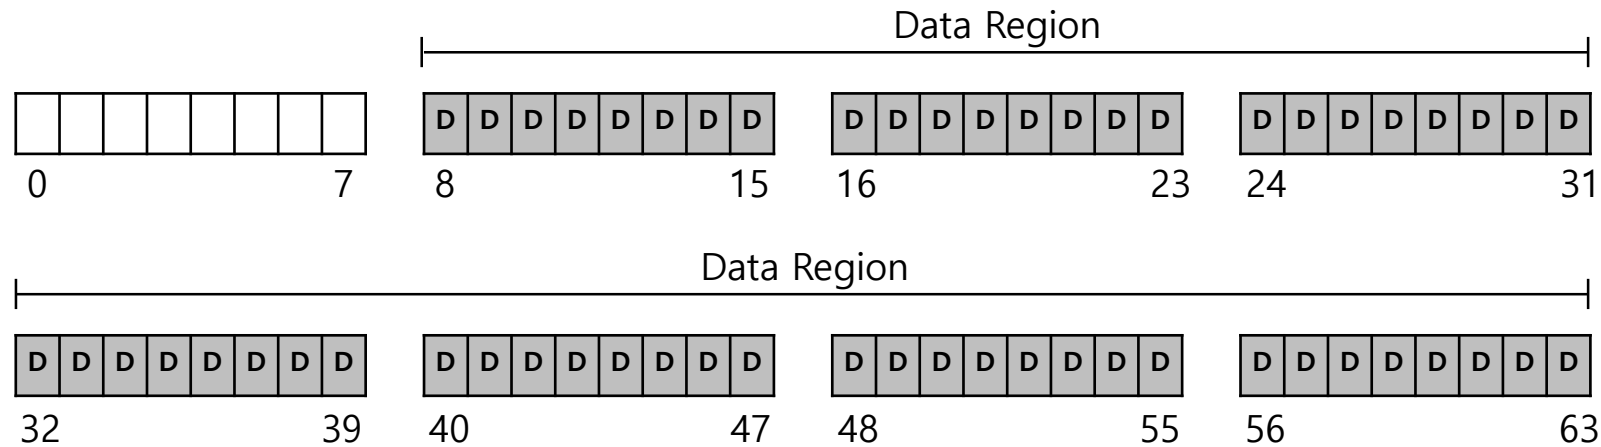 Data Region
D D D D D D D D D D D D D D D D D D D D D D D D
0 7 8 15 16 23 24 31
Data Region
D D D D D D D D D D D D D D D D D D D D D D D D D D D D D D D D
32 39 40 47 48 55 56 63